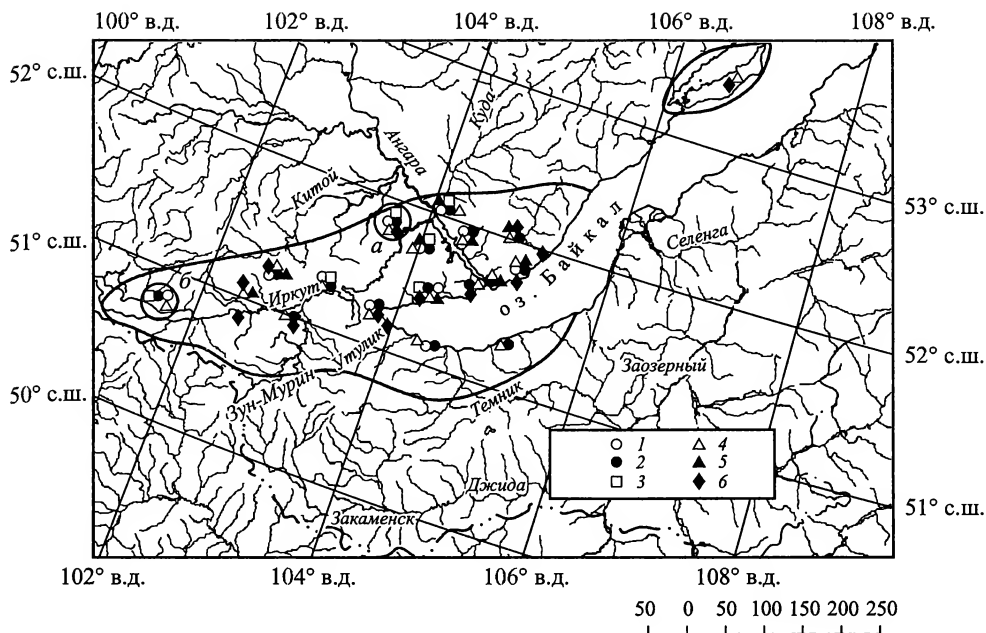 100° в.д. 102° в.д. 104° в.д. 106° в.д. 108° в.д.
52° с.ш.
Куда
Ангара
Китой
53° с.ш.
51° с.ш.
а
Селенга
оз. Байкал
б
Иркут
Утулик
52° с.ш.
Заозерный
50° с.ш.
Зун-Мурин
Темник
1 4
2 5
3 6
Джида
51° с.ш.
Закаменск
102° в.д. 104° в.д. 106° в.д. 108° в.д.
50 0 50 100 150 200 250